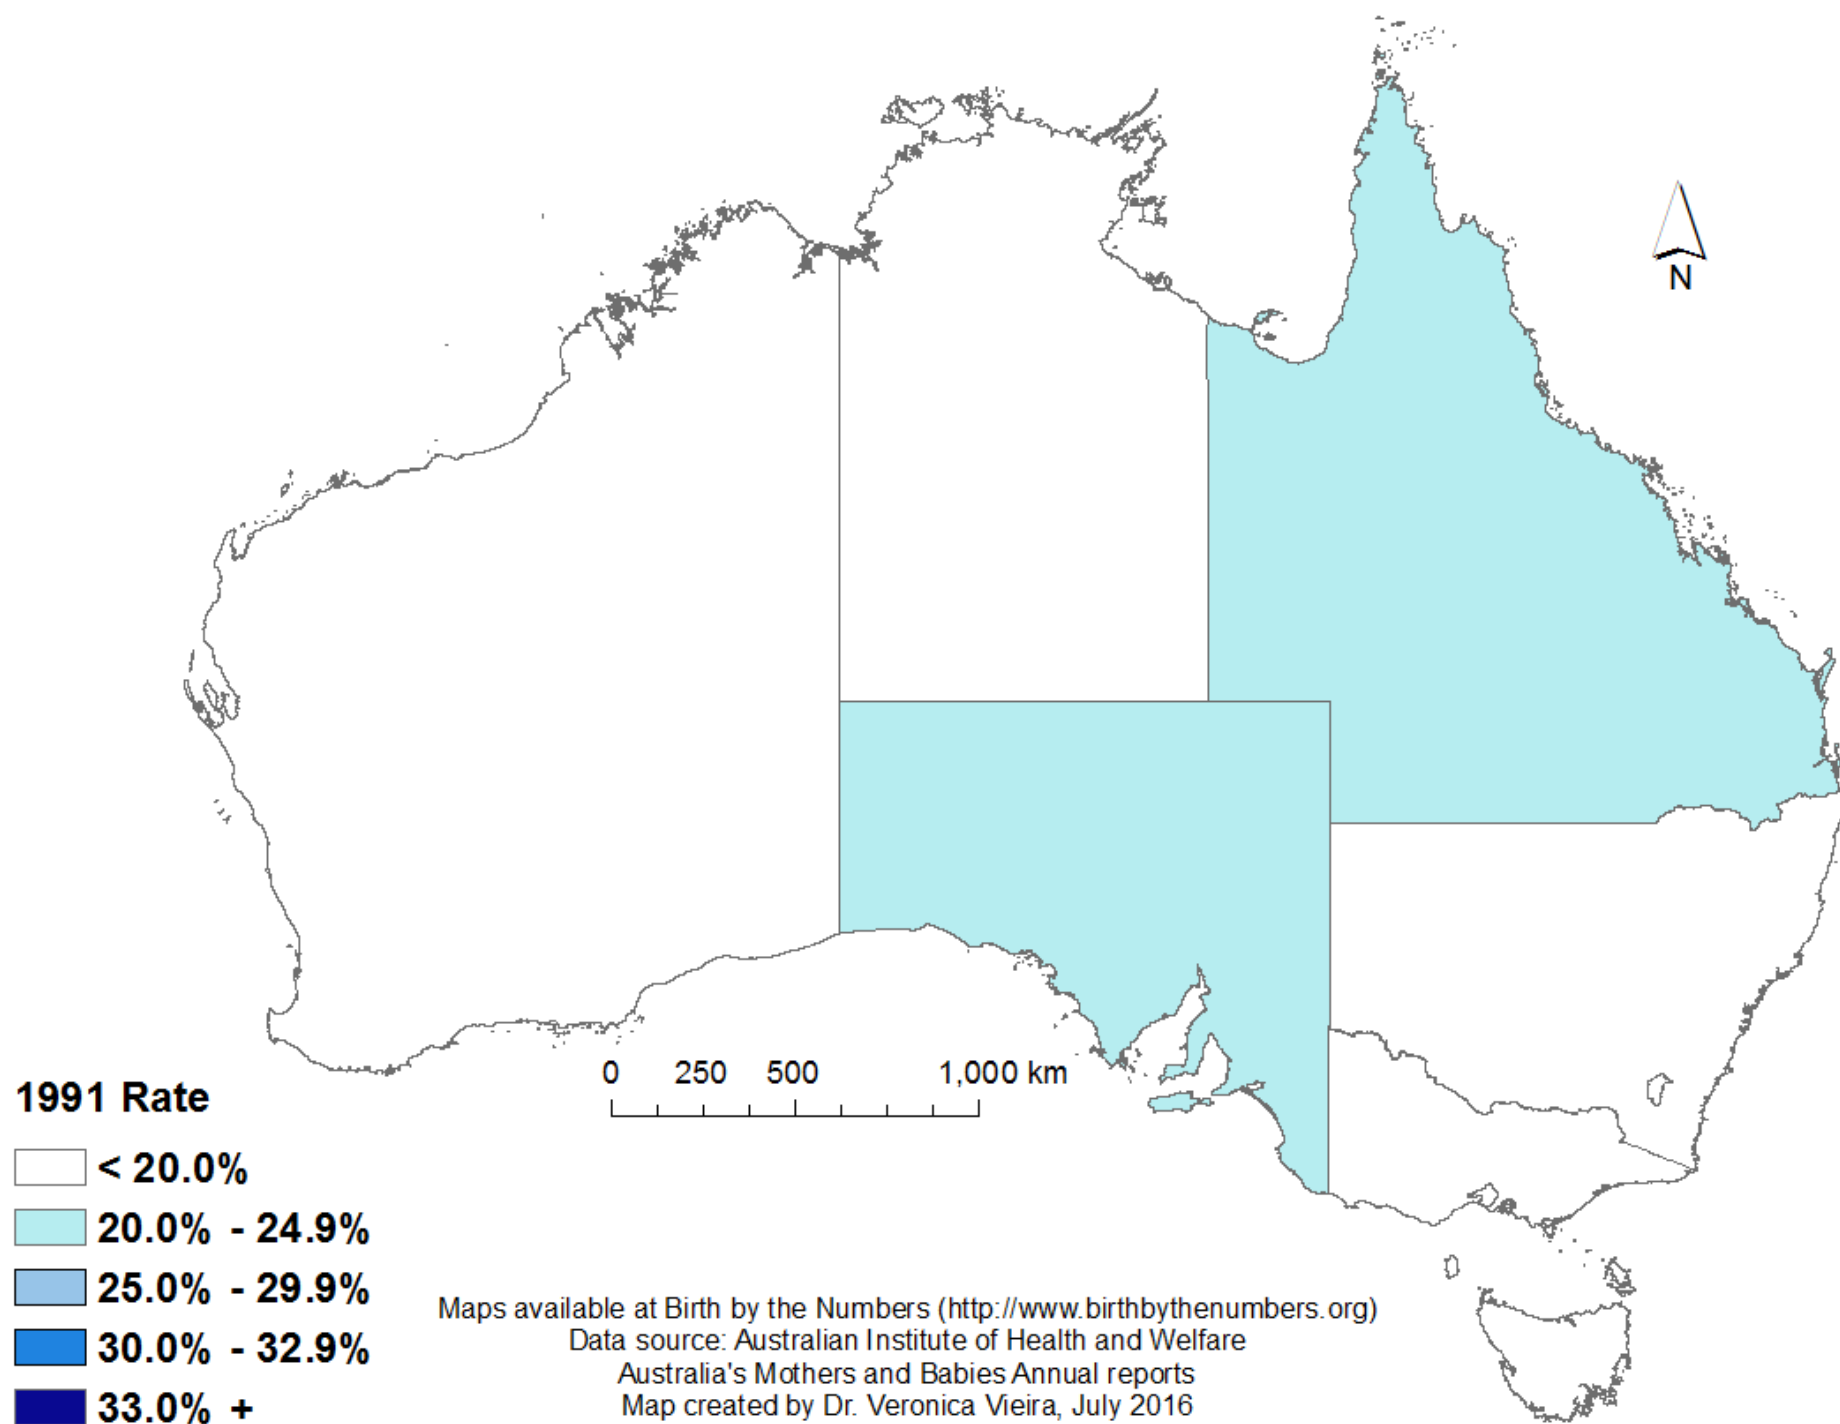 N
0 250 500 1,000 km
1991 Rate
< 20.0%
20.0% - 24.9%
25.0% - 29.9%
30.0% - 32.9%
33.0% +
Maps available at Birth by the Numbers (http://www.birthbythenumbers.org)
Data source: Australian Institute of Health and Welfare
Australia's Mothers and Babies Annual reports
Map created by Dr. Veronica Vieira, July 2016